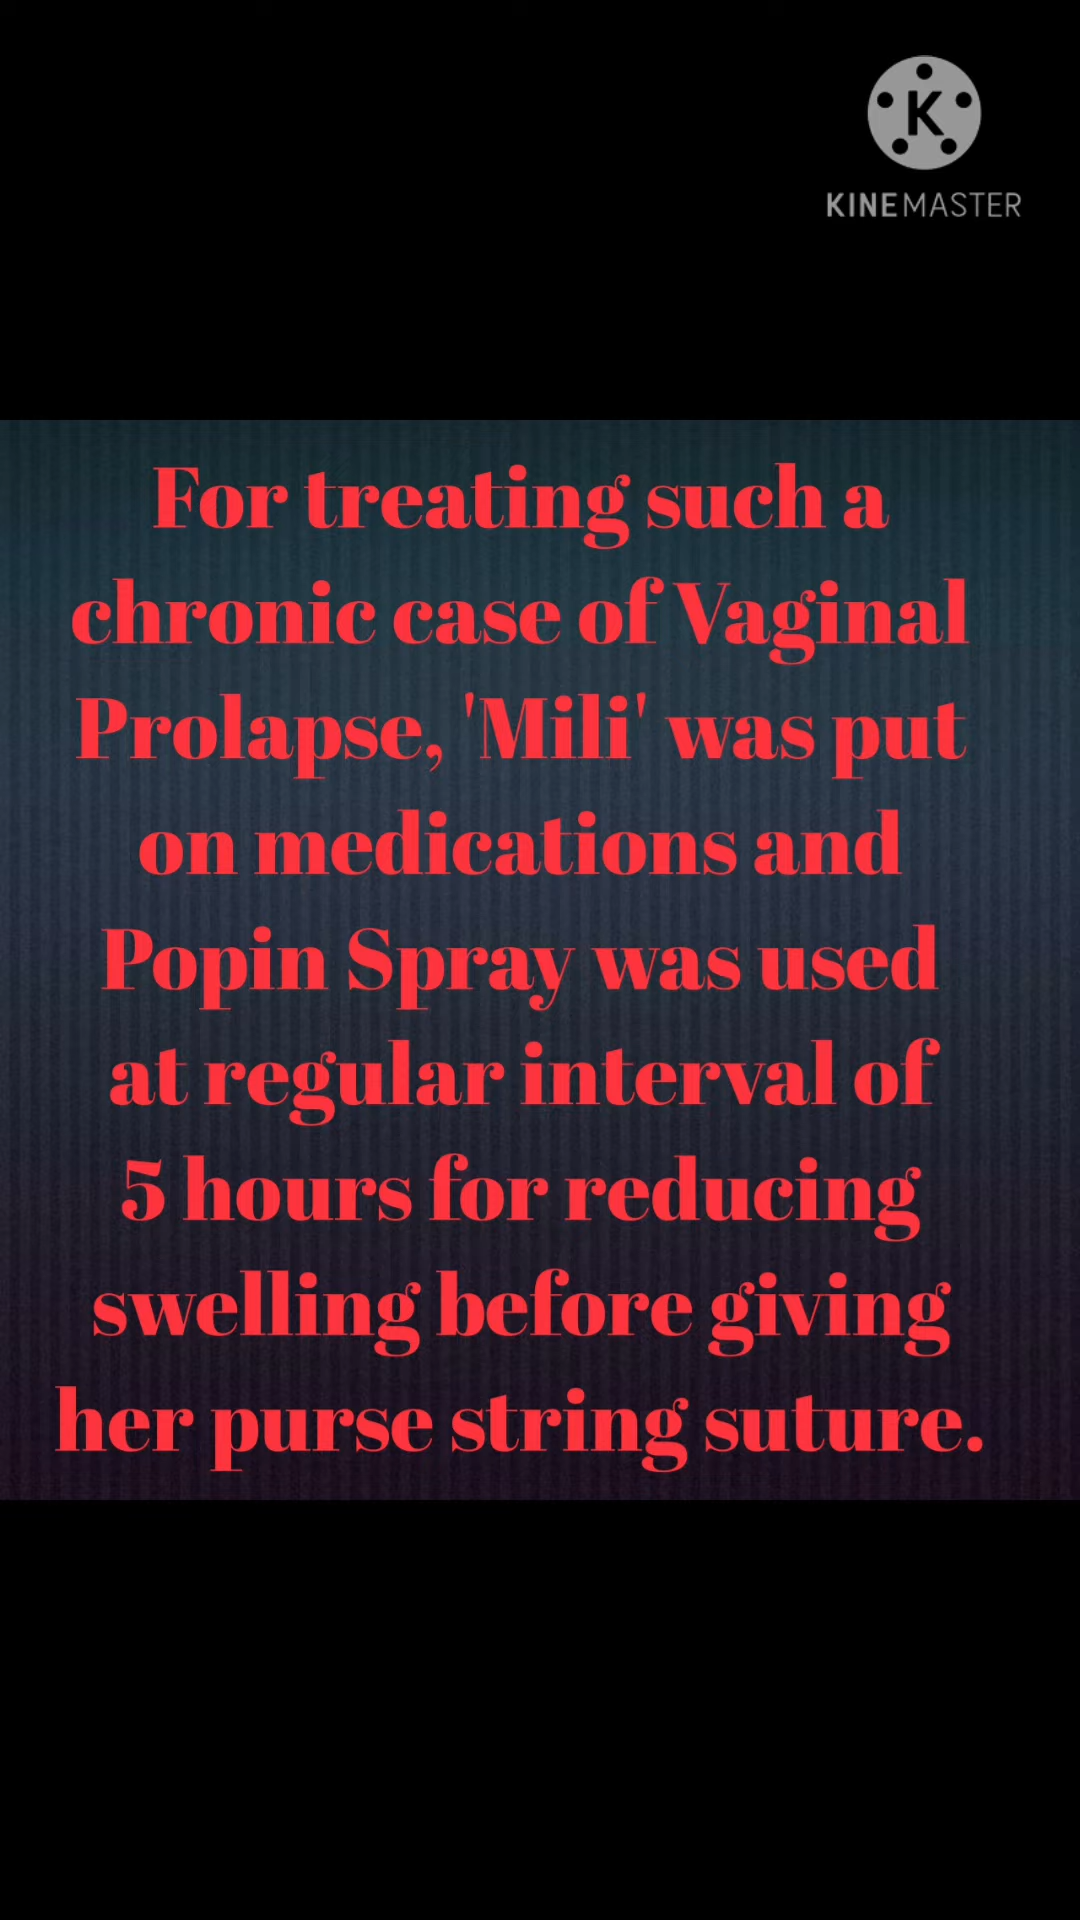 K
KINEMASTER
For treating such a
chronic case of Vaginal
Prolapse, 'Mili' was put
on medications and
Popin Spray was used
at regular interval of
5 hours for reducing
swelling before giving
her purse string suture.